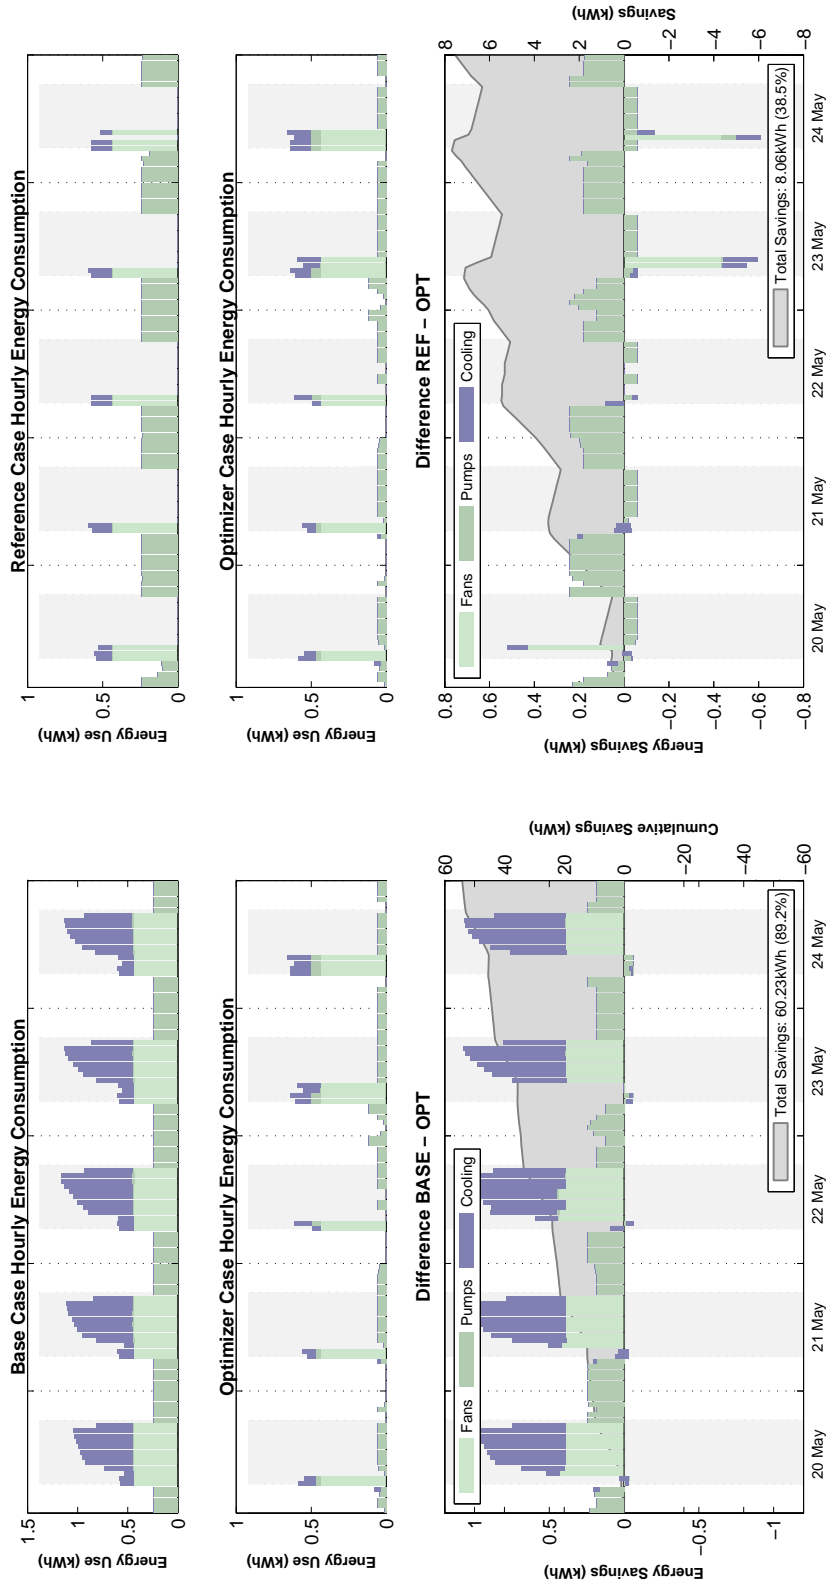 Base Case Hourly Energy Consumption
Energy Use (kWh)
1.5
1
0.5
0
Optimizer Case Hourly Energy Consumption
Energy Use (kWh)
1
0.5
0
Difference BASE − OPT
Fans Pumps Cooling
Energy Savings (kWh)
1
0.5
0
−0.5
−1
Cumulative Savings (kWh)
60
40
20
0
−20
−40
−60
Total Savings: 60.23kWh (89.2%)
20 May 21 May 22 May 23 May 24 May
Reference Case Hourly Energy Consumption
Energy Use (kWh)
1
0.5
0
Optimizer Case Hourly Energy Consumption
Energy Use (kWh)
1
0.5
0
Difference REF − OPT
Fans Pumps Cooling
Energy Savings (kWh)
0.8
0.6
0.4
0.2
0
−0.2
−0.4
−0.6
−0.8
Savings (kWh)
8
6
4
2
0
−2
−4
−6
−8
Total Savings: 8.06kWh (38.5%)
20 May 21 May 22 May 23 May 24 May